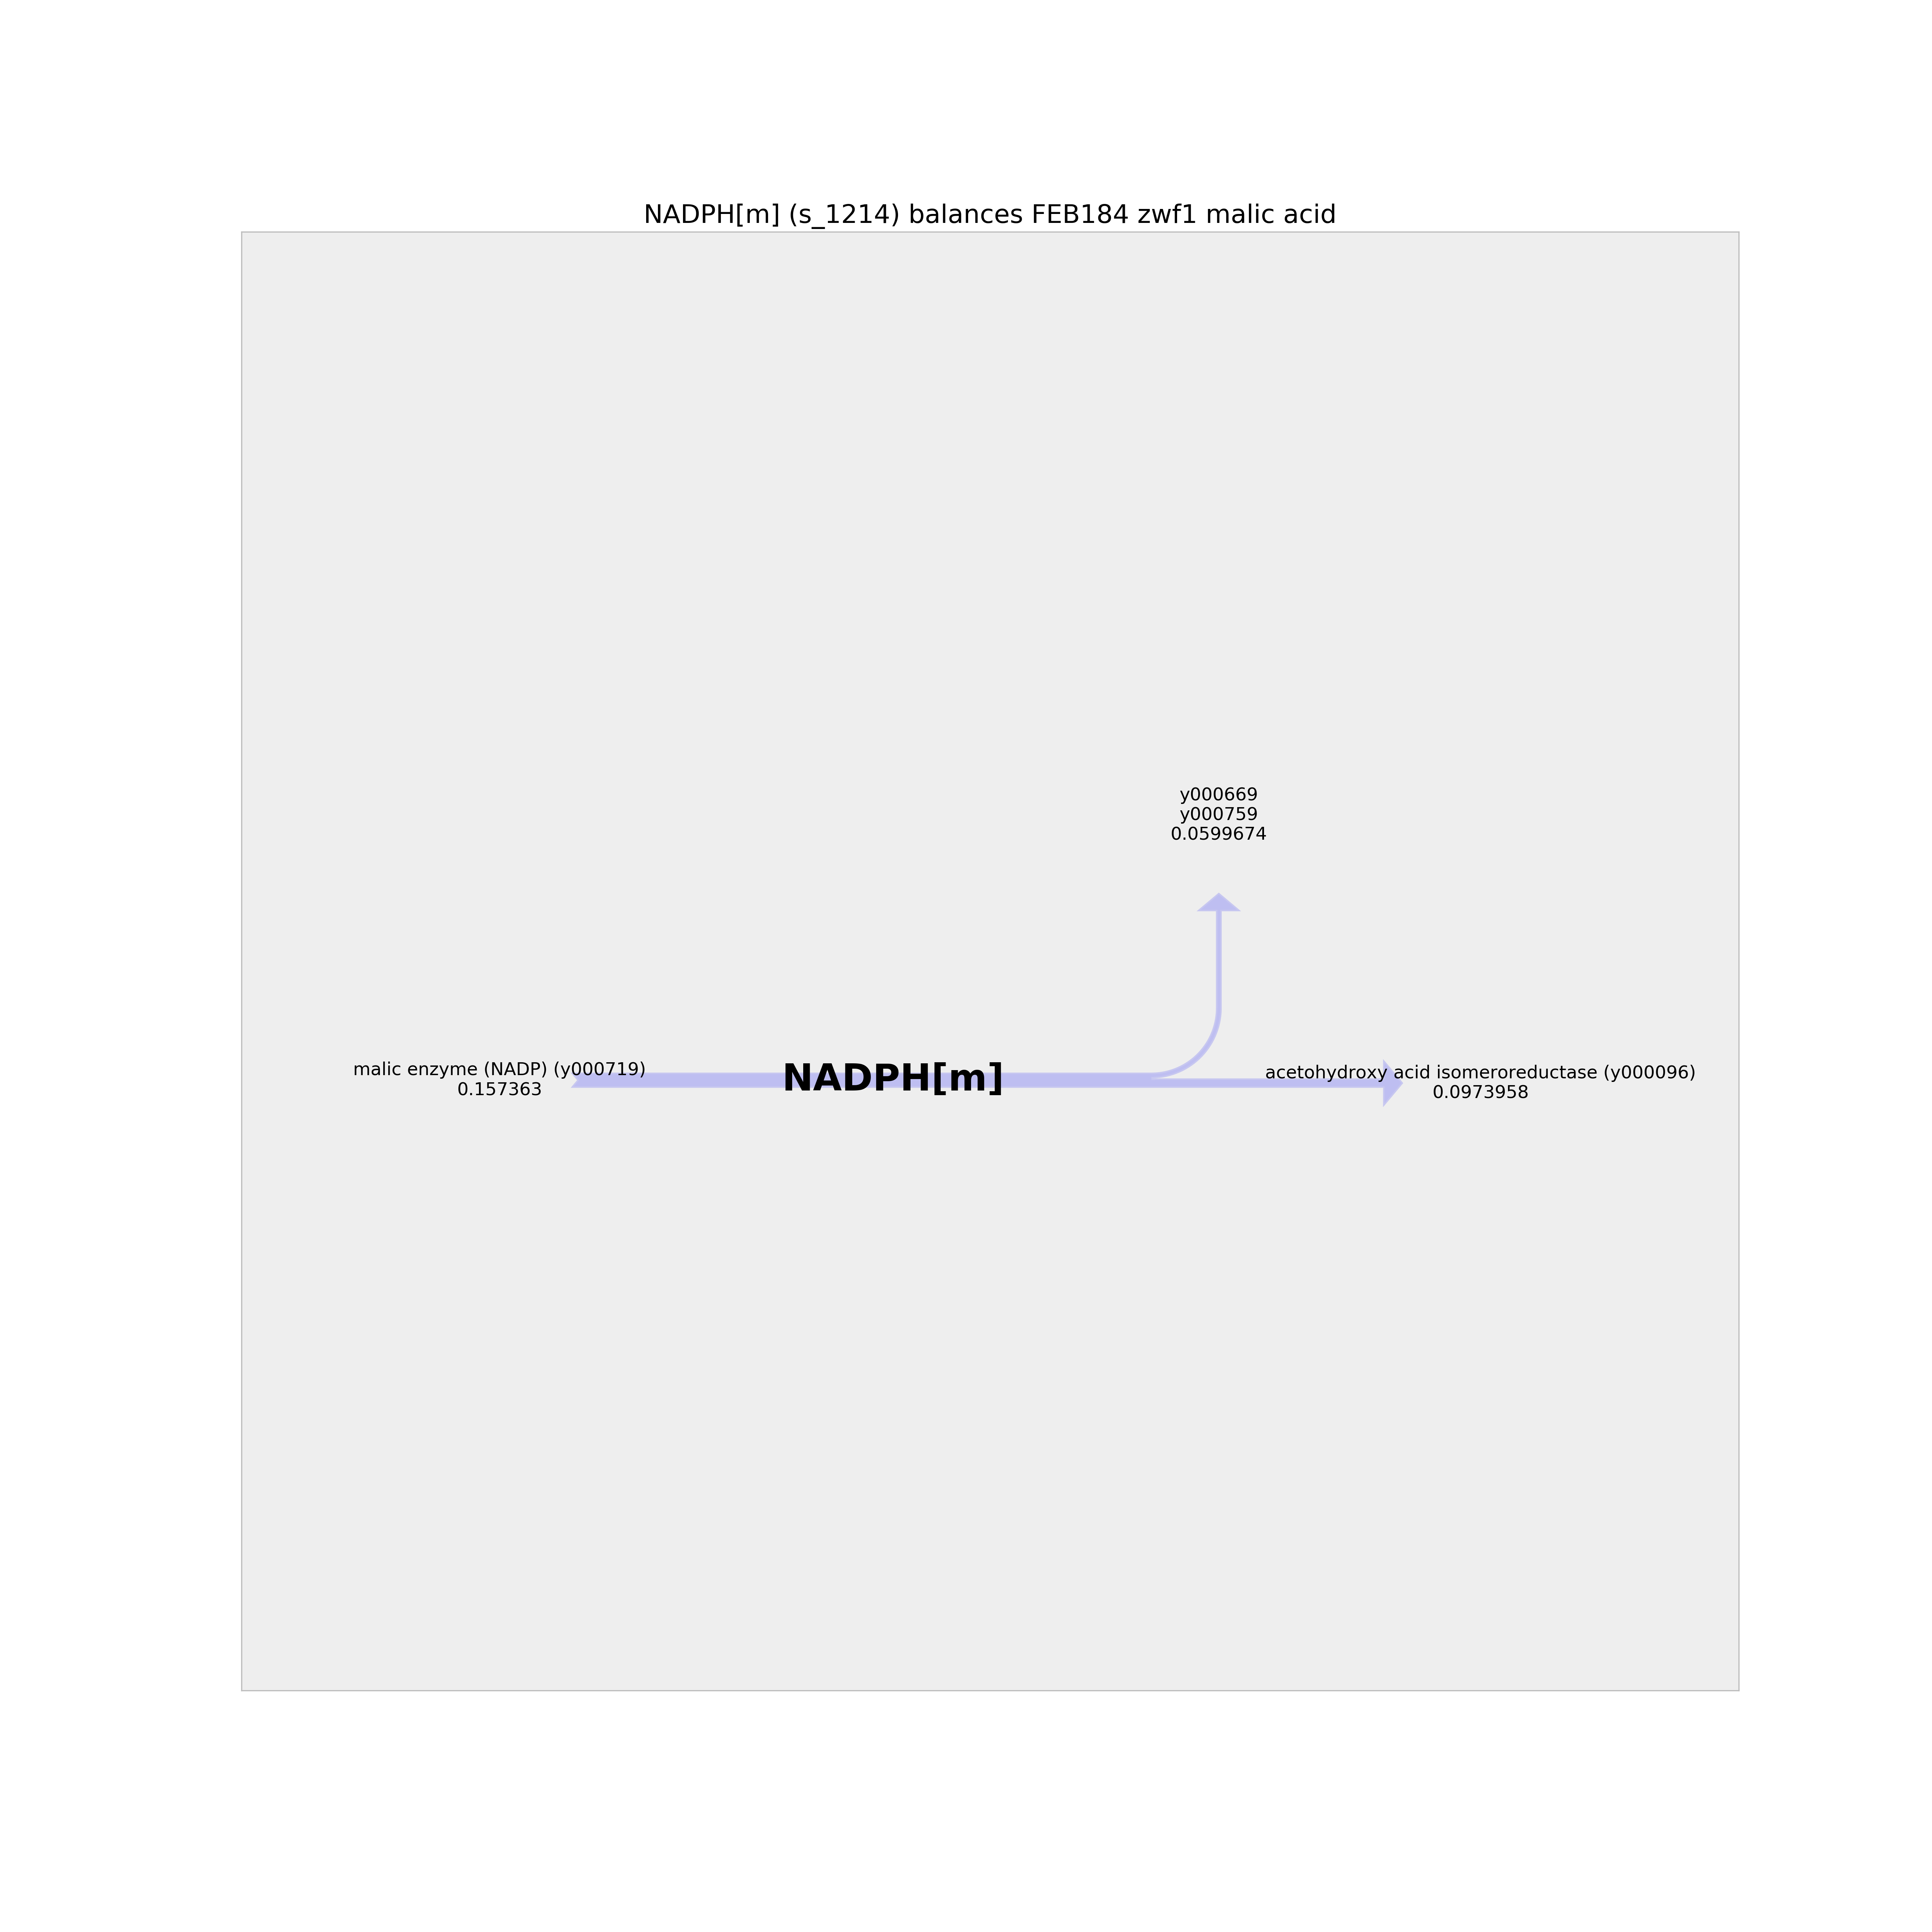 NADPH[m] (s_1214) balances FEB184 zwf1 malic acid
y000669
y000759
0.0599674
malic enzyme (NADP) (y000719)
0.157363
NADPH[m]
acetohydroxy acid isomeroreductase (y000096)
0.0973958